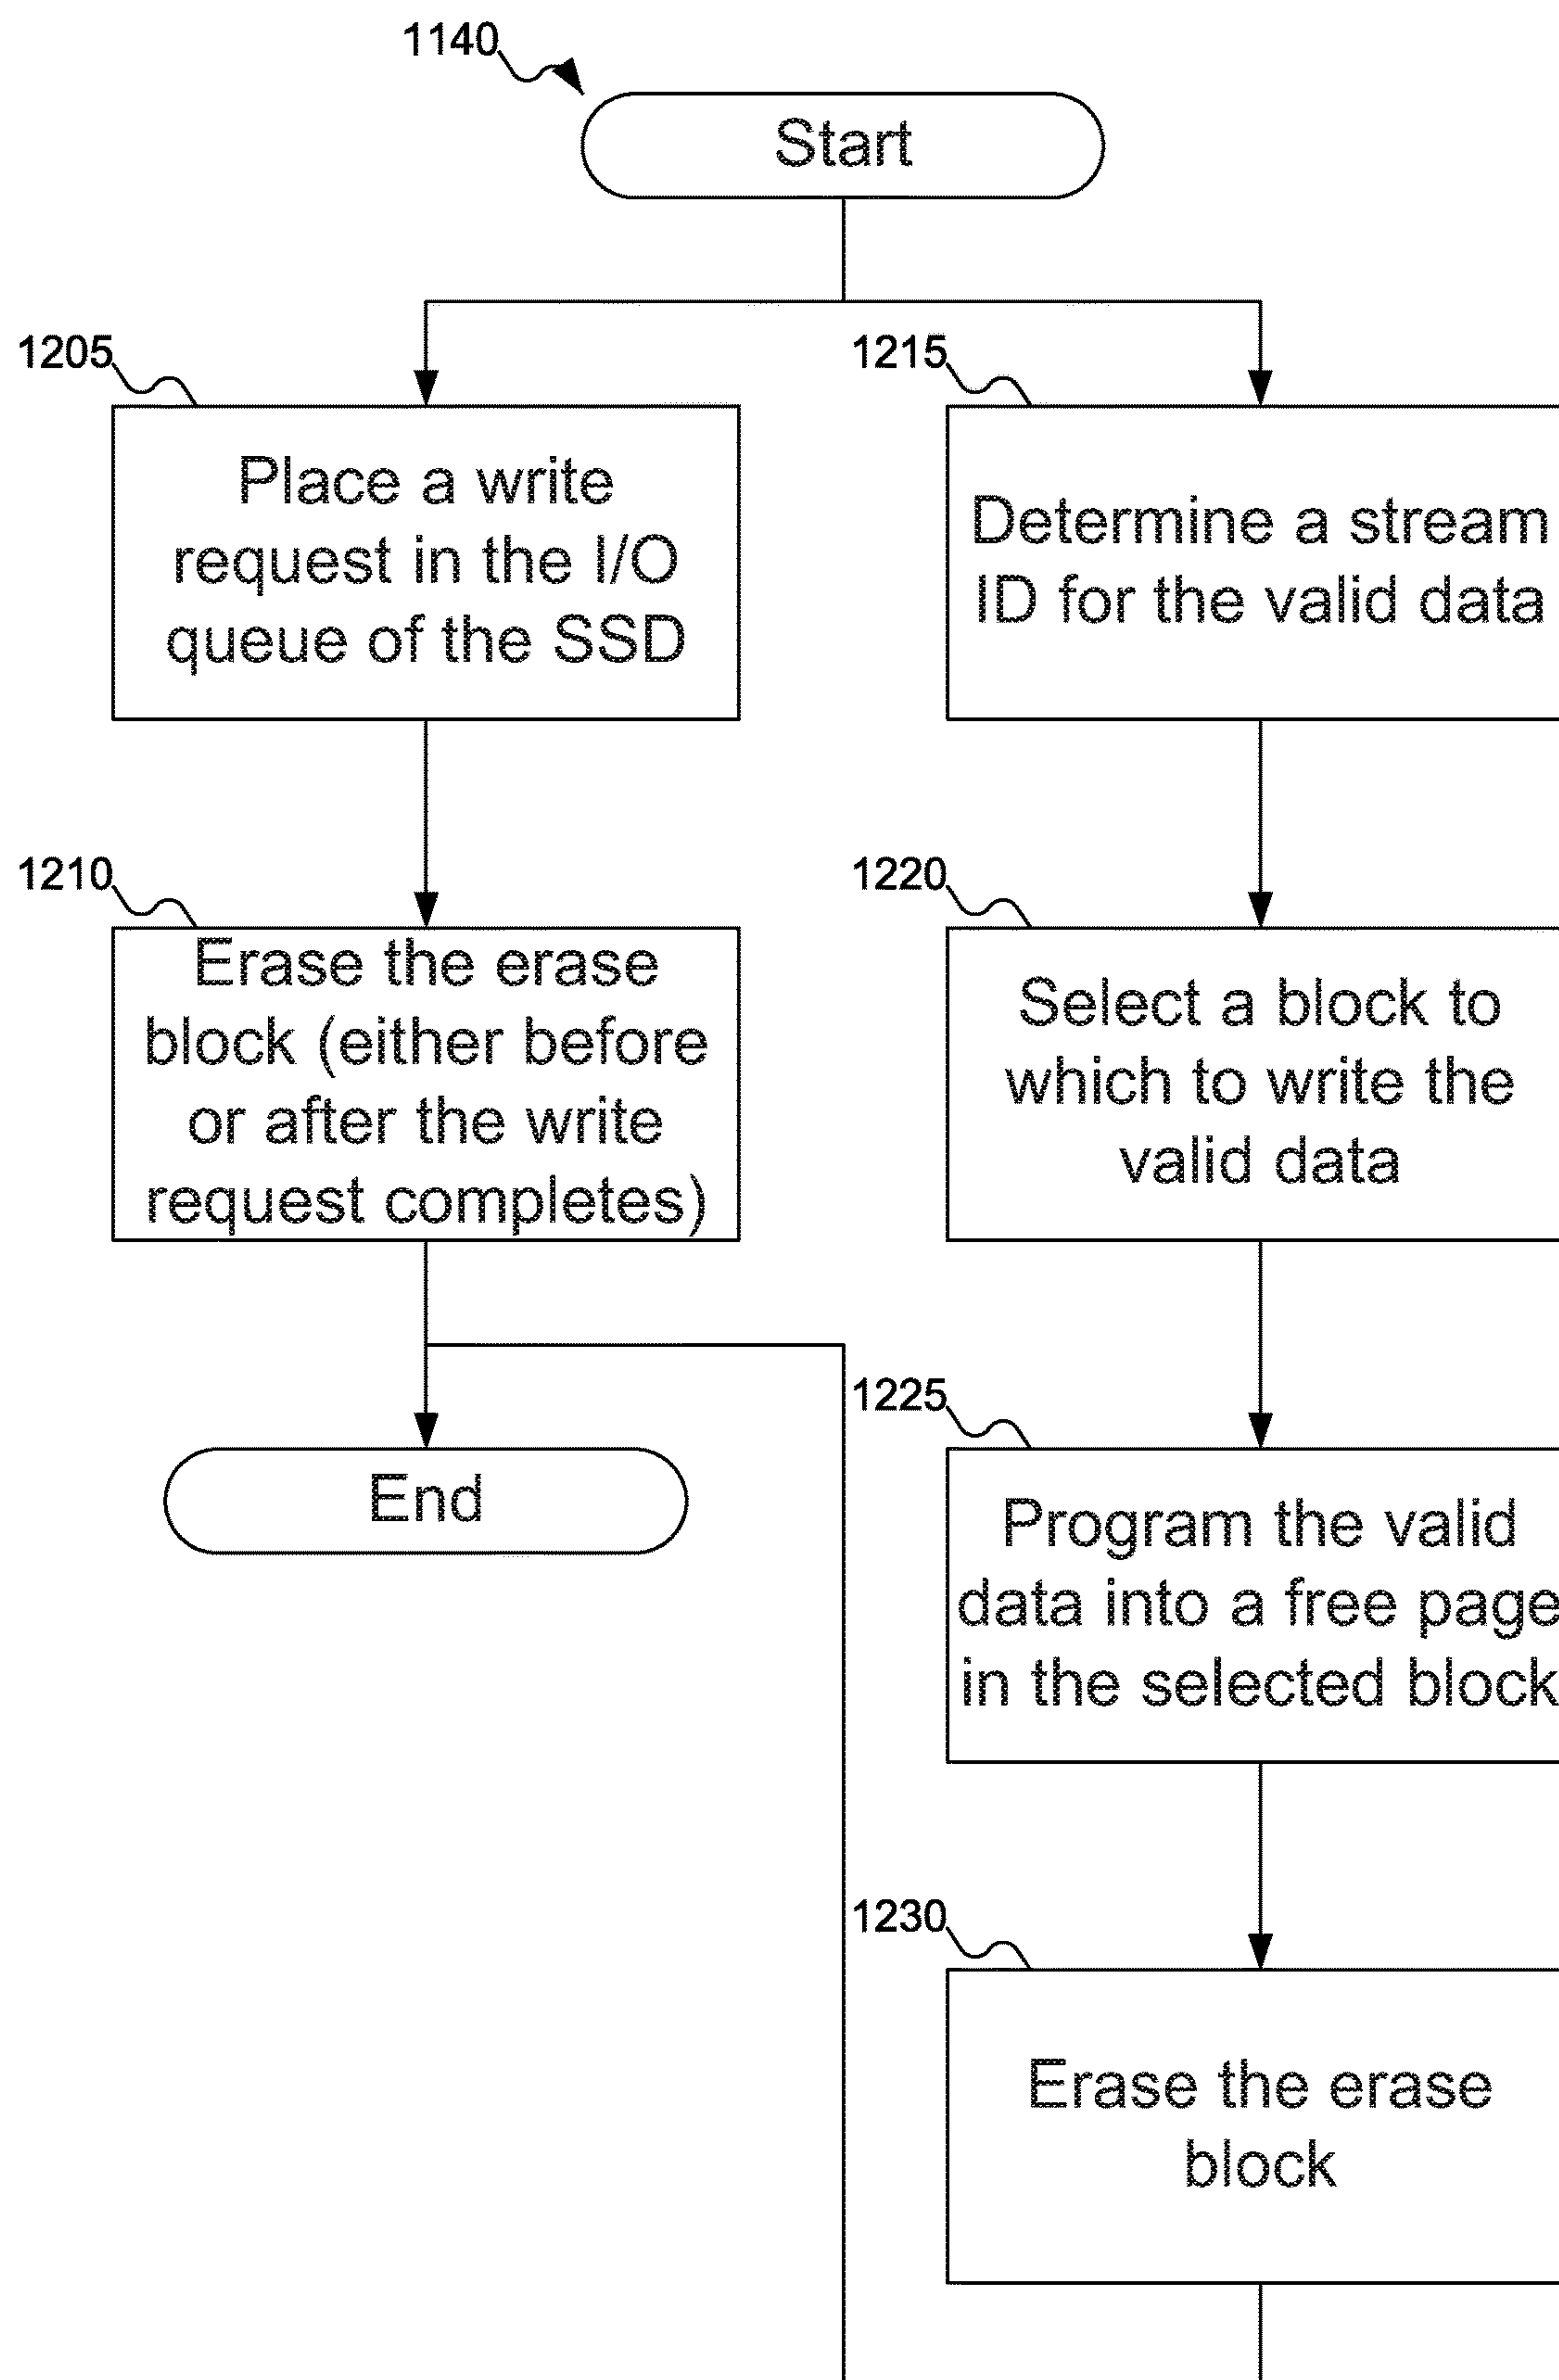 1140
Start
1205
Place a write
request in the I/O
queue of the SSD
1210
Erase the erase
block (either before
or after the write
request completes)
End
1215
Determine a stream
ID for the valid data
1220
Select a block to
which to write the
valid data
1225
Program the valid
data into a free page
in the selected block
1230
Erase the erase
block